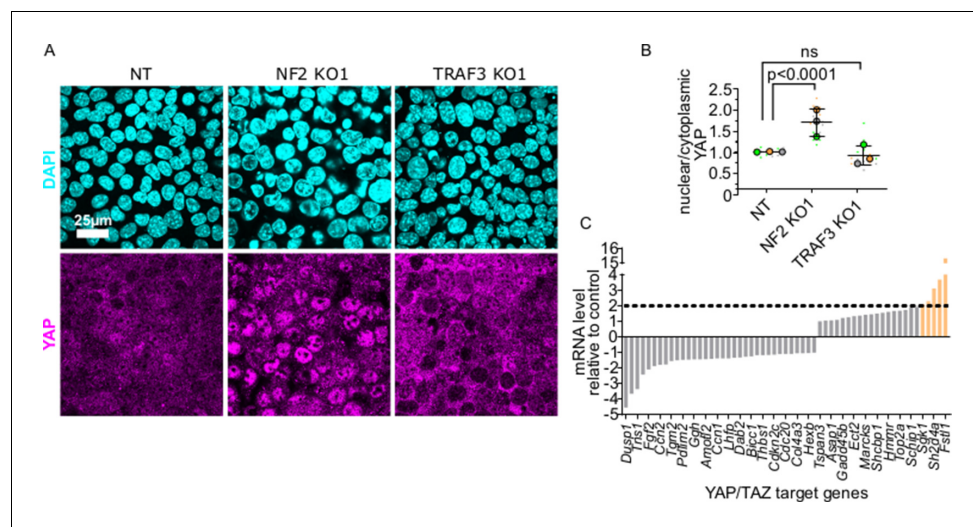 A
NT
NF2 KO1
TRAF3 KO1
DAPI
25µm
YAP
B
ns
p<0.0001
nuclear/cytoplasmic
YAP
2.5
2.0
1.5
1.0
0.5
0
NT
NF2 KO1
TRAF3 KO1
C
mRNA level
relative to control
16
15
4
3
2
1
0
-1
-2
-3
-4
-5
Dusp1
Tns1
Fgf2
Ccn2
Tgm2
Pdlim2
Ggh
Amotl2
Ccn1
Lhfp
Dab2
Bicc1
Thbs1
Cdkn2c
Cdc20
Col4a3
Hexb
Tspan3
Asap1
Gadd45b
Ect2
Marcks
Shcbp1
Hmmr
Top2a
Schip1
Sgk1
Sh2d4a
Fstl1
YAP/TAZ target genes